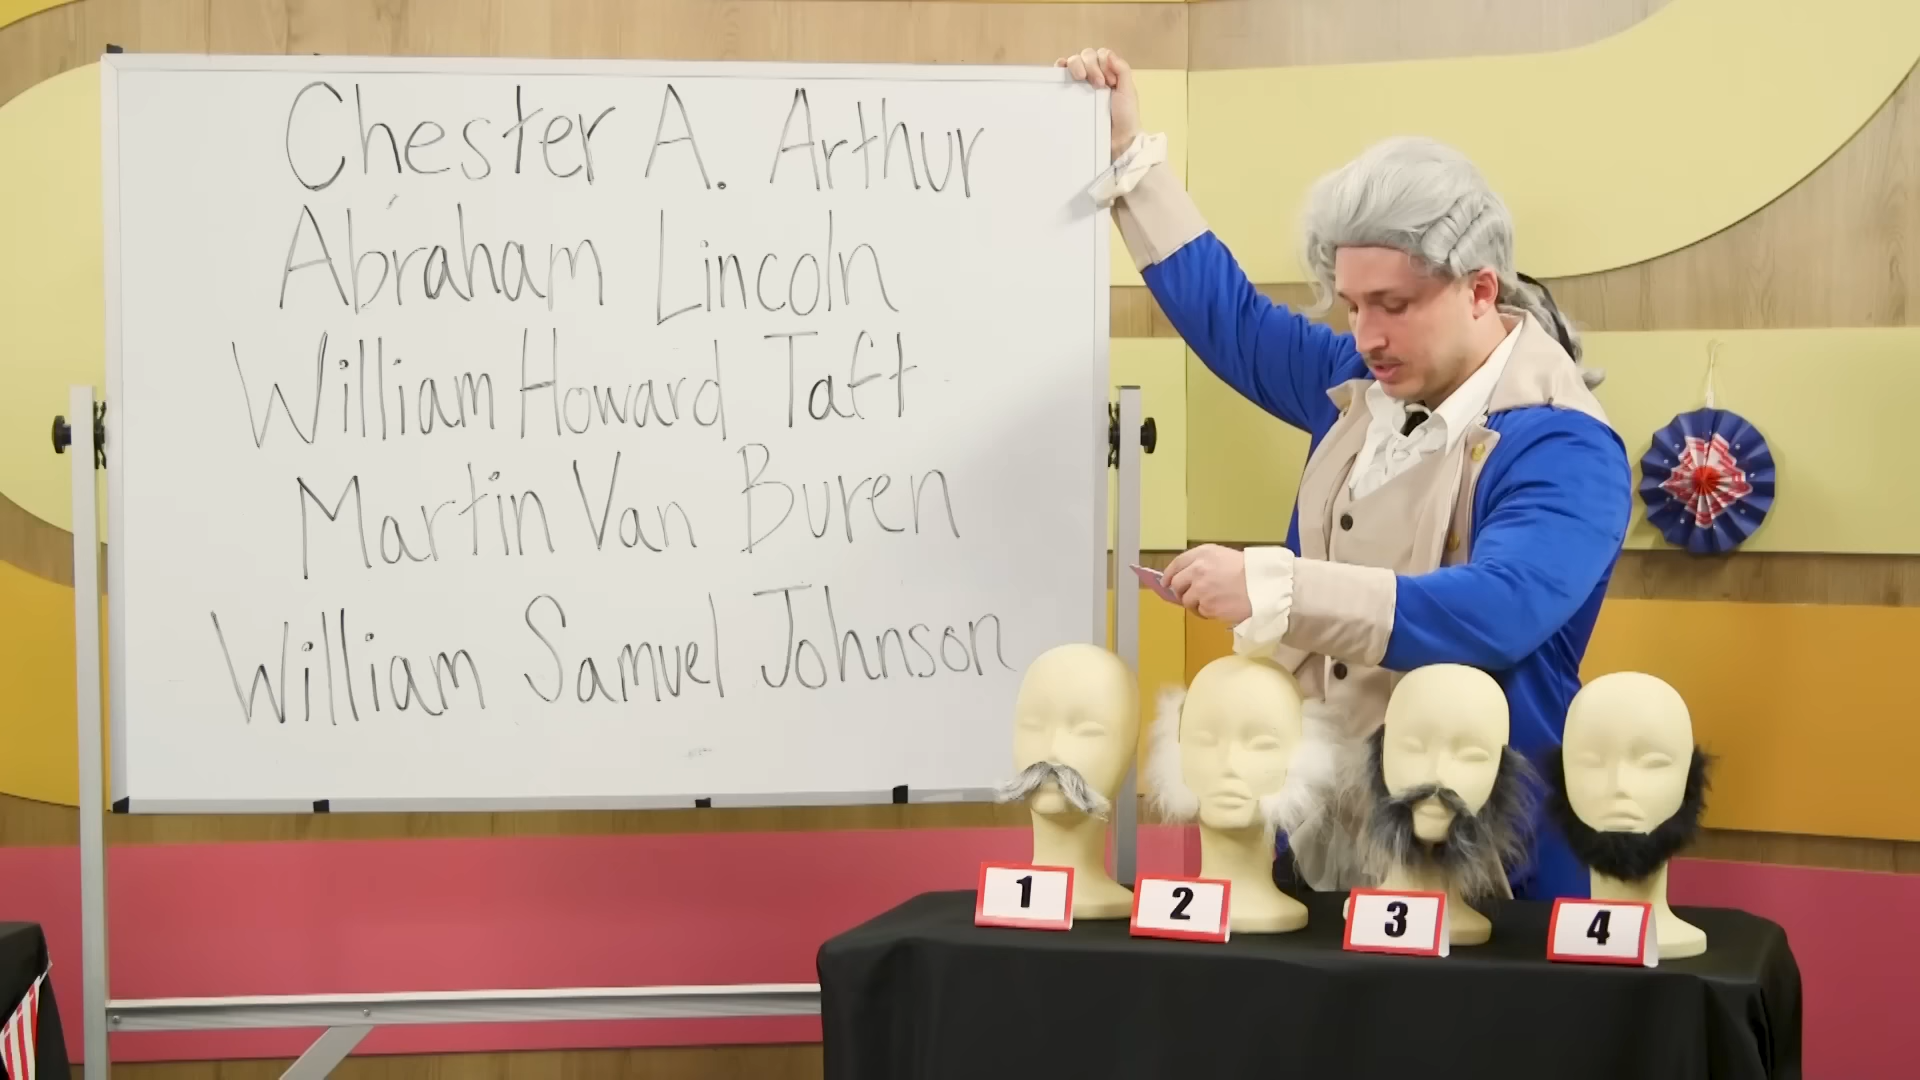 Chester A. Arthur
Abraham Lincoln
William Howard Taft
Martin Van Buren
William Samuel Johnson
1
2
3
4